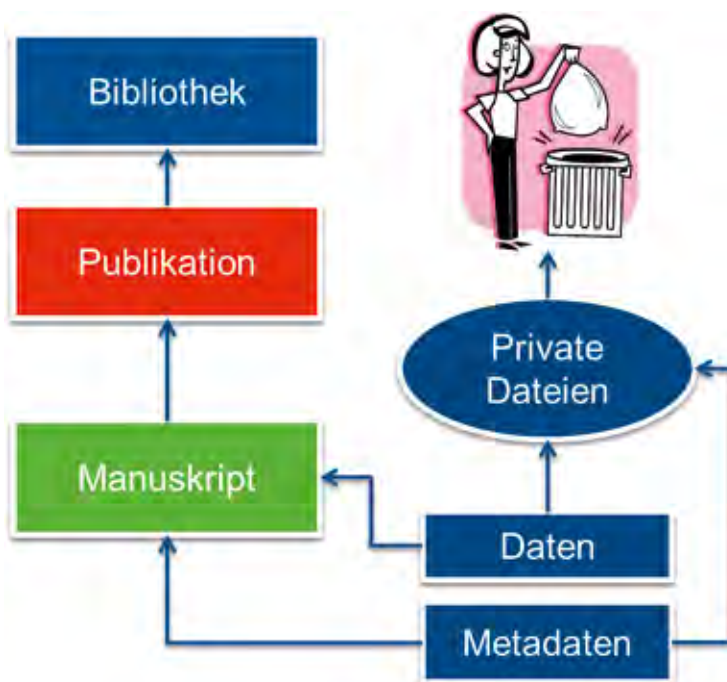 Bibliothek
Publikation
Manuskript
Private
Dateien
Daten
Metadaten